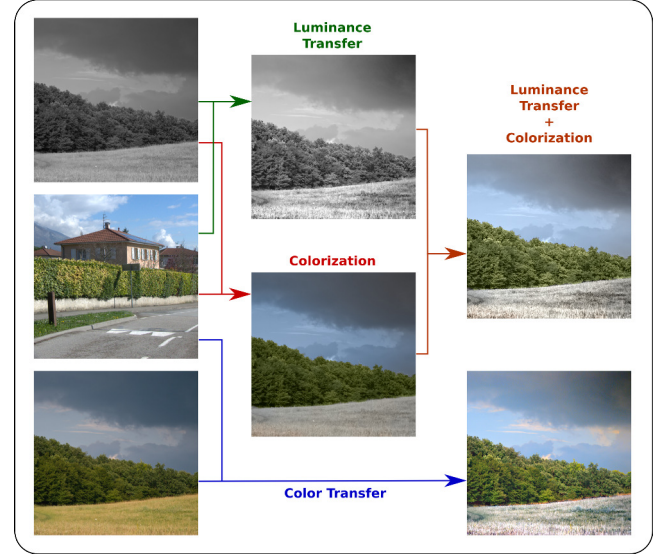 Luminance
Transfer
Luminance
Transfer
+
Colorization
Colorization
Color Transfer